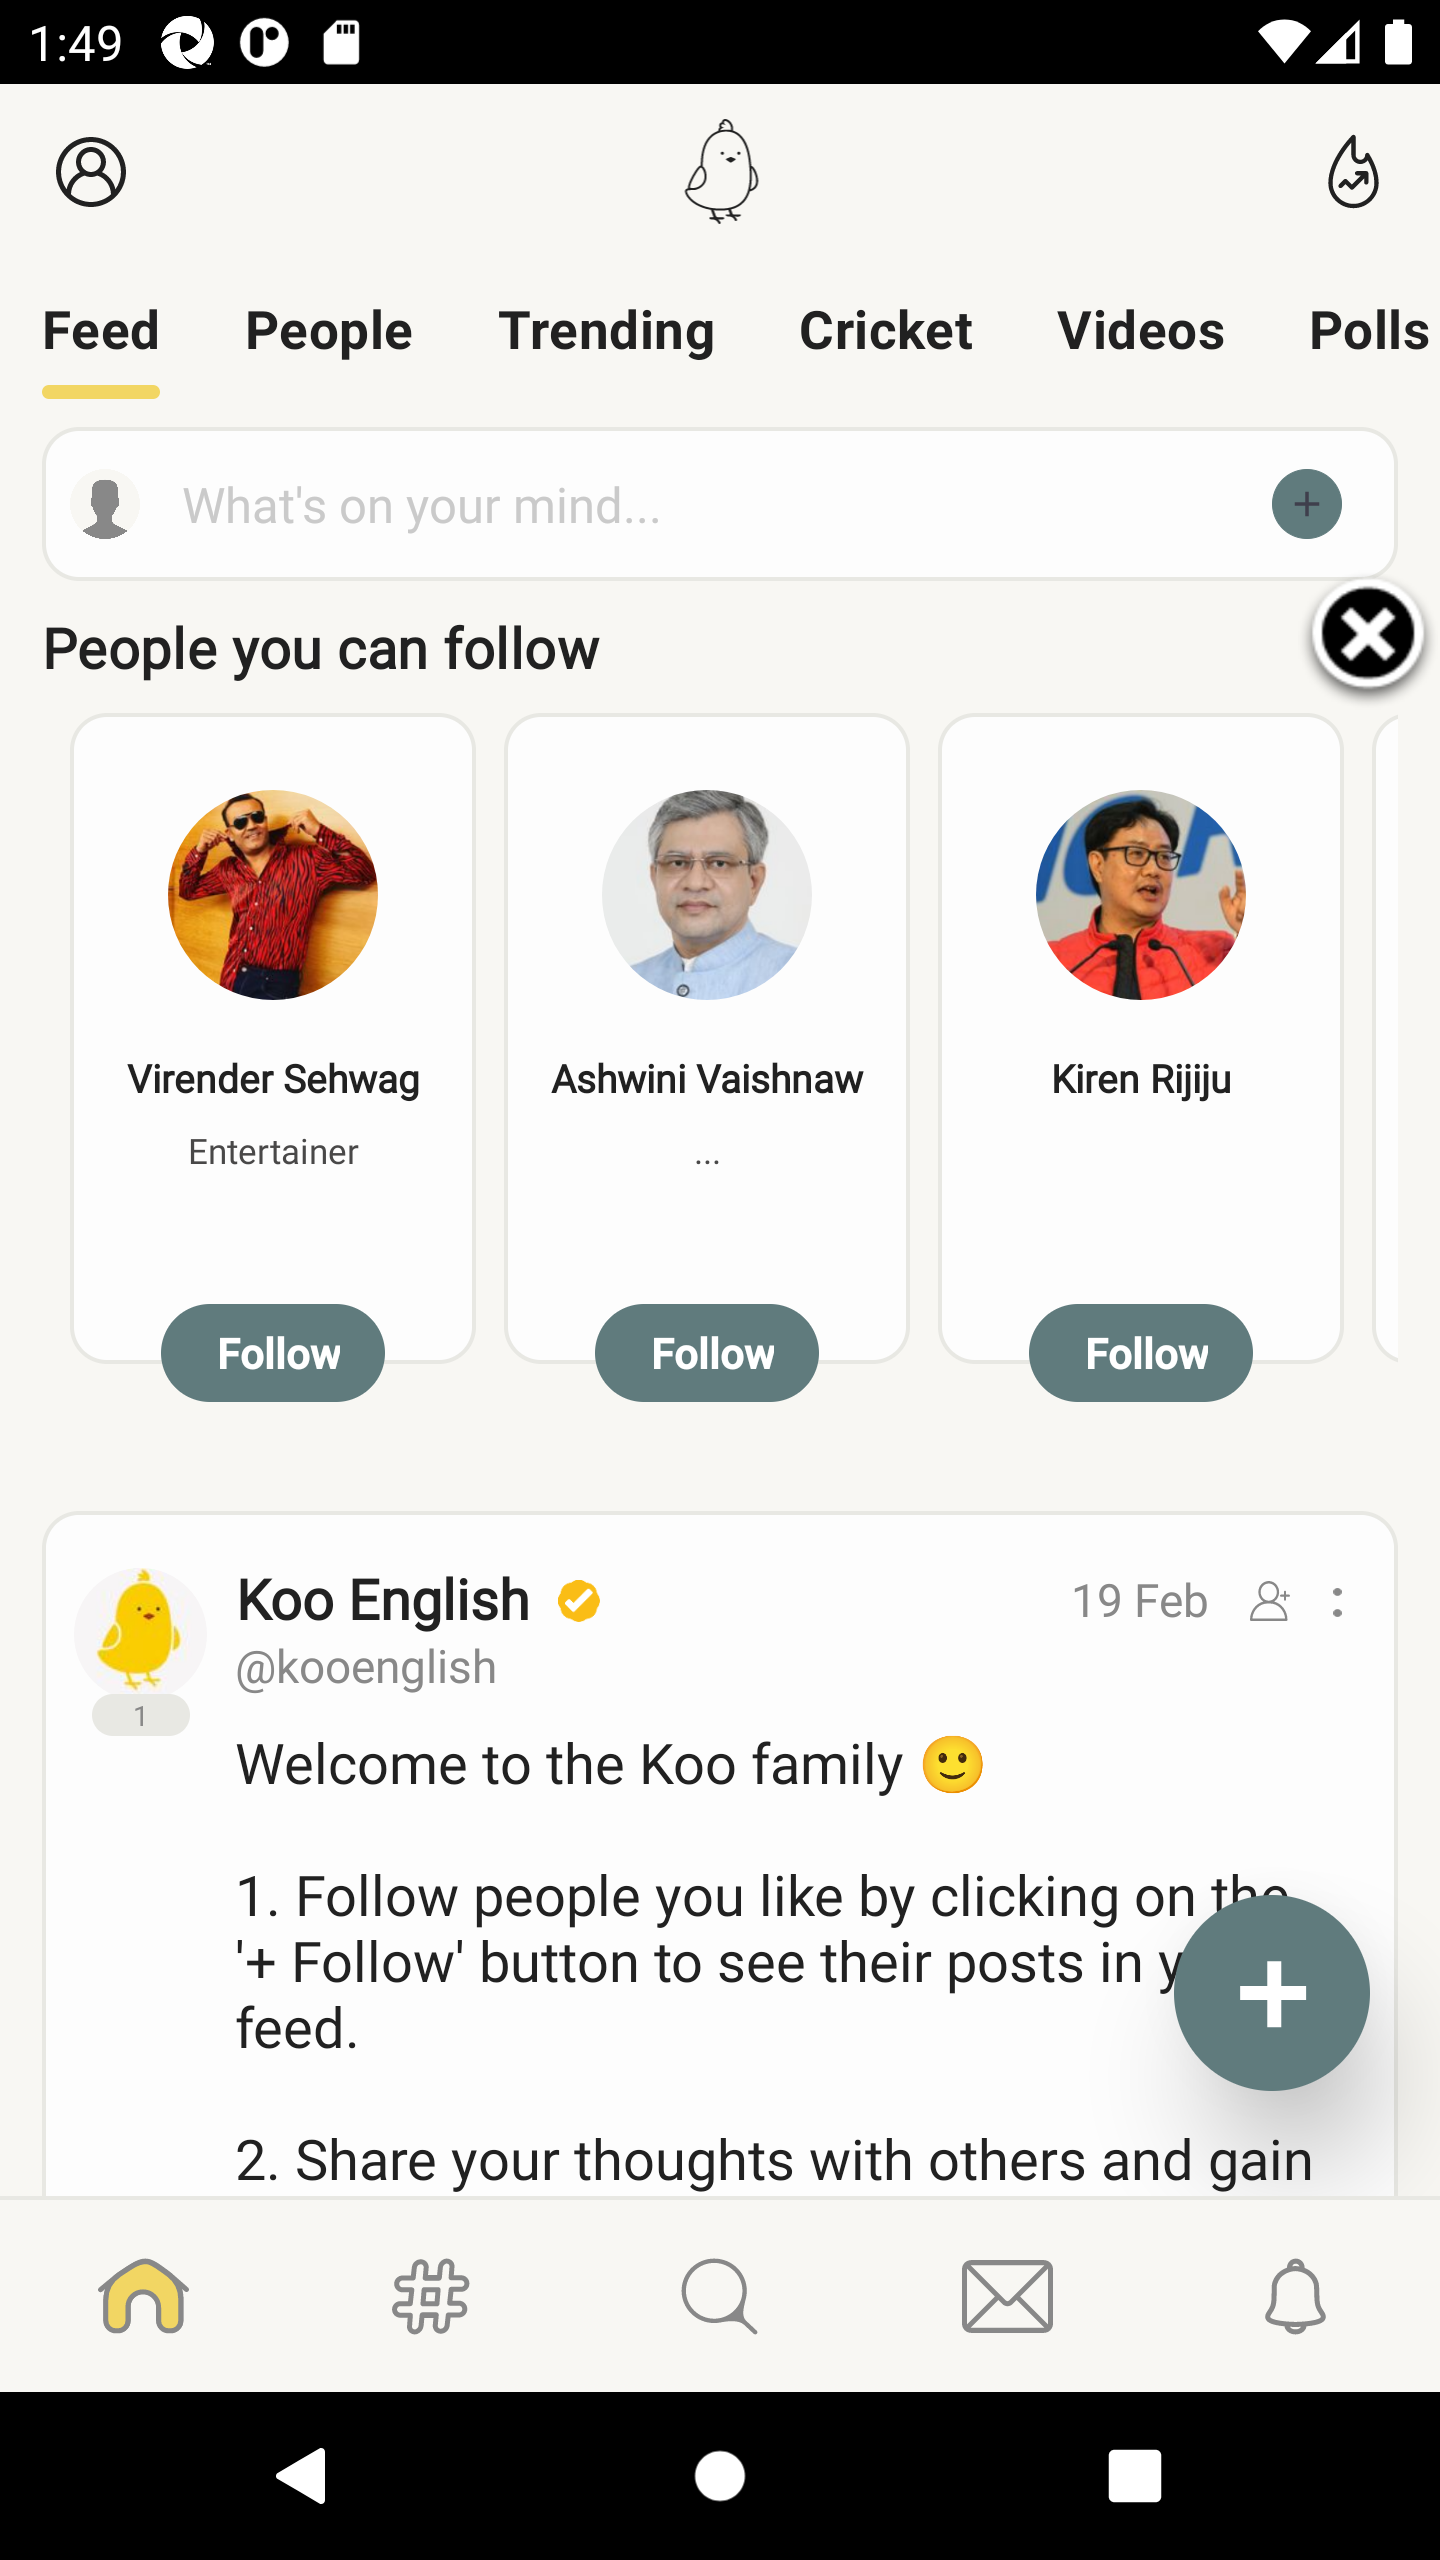 1:49
Feed People Trending Cricket Videos Polls
What's on your mind...
People you can follow
Virender Sehwag
Entertainer
Follow
Ashwini Vaishnaw
...
Follow
Kiren Rijiju
Follow
Koo English
19 Feb
@kooenglish
1
Welcome to the Koo family 🙂
1. Follow people you like by clicking on the
'+ Follow' button to see their posts in
feed.
2. Share your thoughts with others and gain